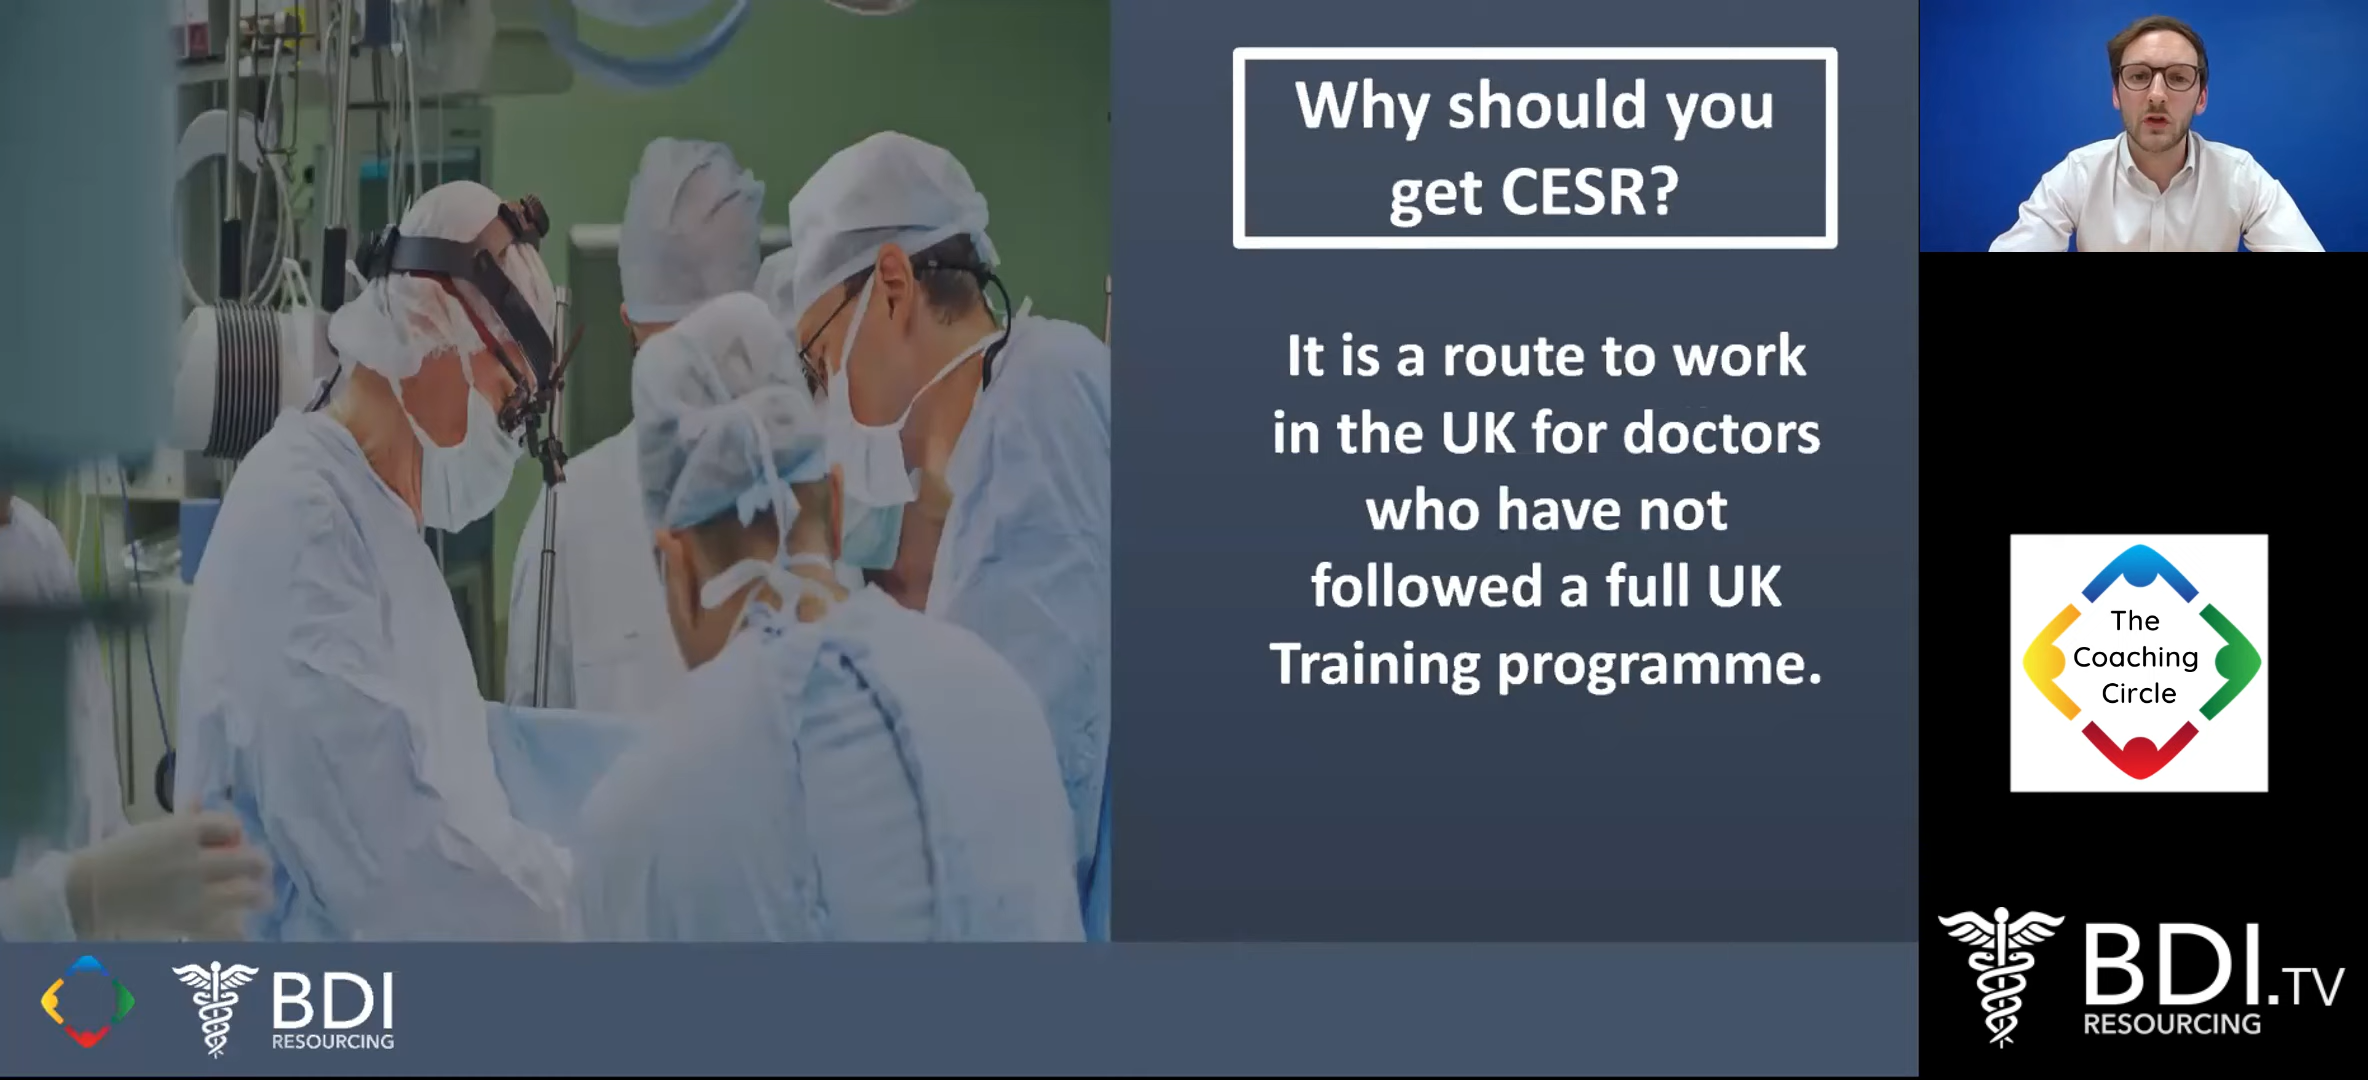 Why should you
get CESR?
It is a route to work
in the UK for doctors
who have not
followed a full UK
Training programme.
The
Coaching
Circle
BDI
RESOURCING
BDI.TV
RESOURCING